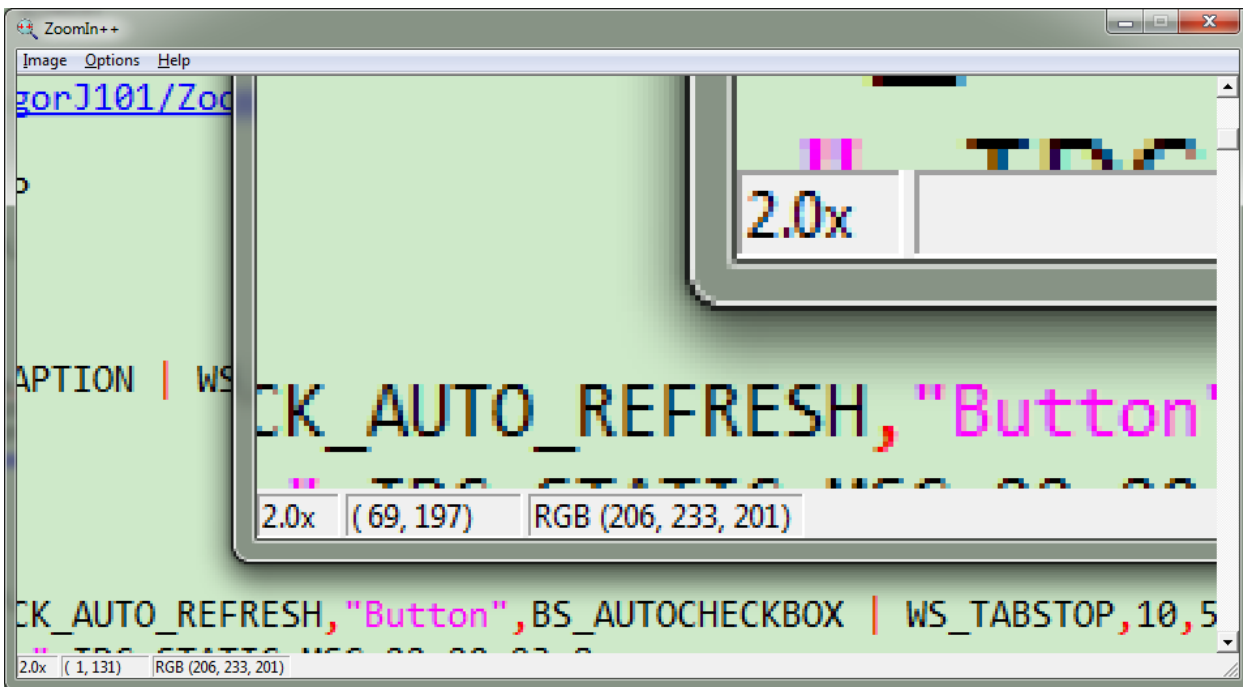 ZoomIn++
Image Options Help
gorJ101/Zoo
2.0x
APTION | WS
CK_AUTO_REFRESH,"Button"
2.0x ( 69, 197) RGB (206, 233, 201)
CK_AUTO_REFRESH,"Button",BS_AUTOCHECKBOX | WS_TABSTOP,10,5
2.0x ( 1, 131) RGB (206, 233, 201)